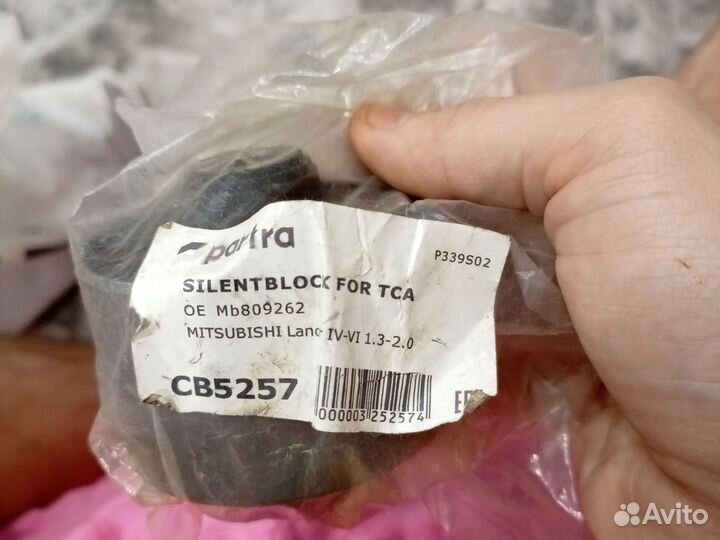 partra
P339S02
SILENTBLOCK FOR TCA
OE Mb809262
MITSUBISHI Lanc IV-VI 1.3-2.0
CB5257
000003 252574
Avito